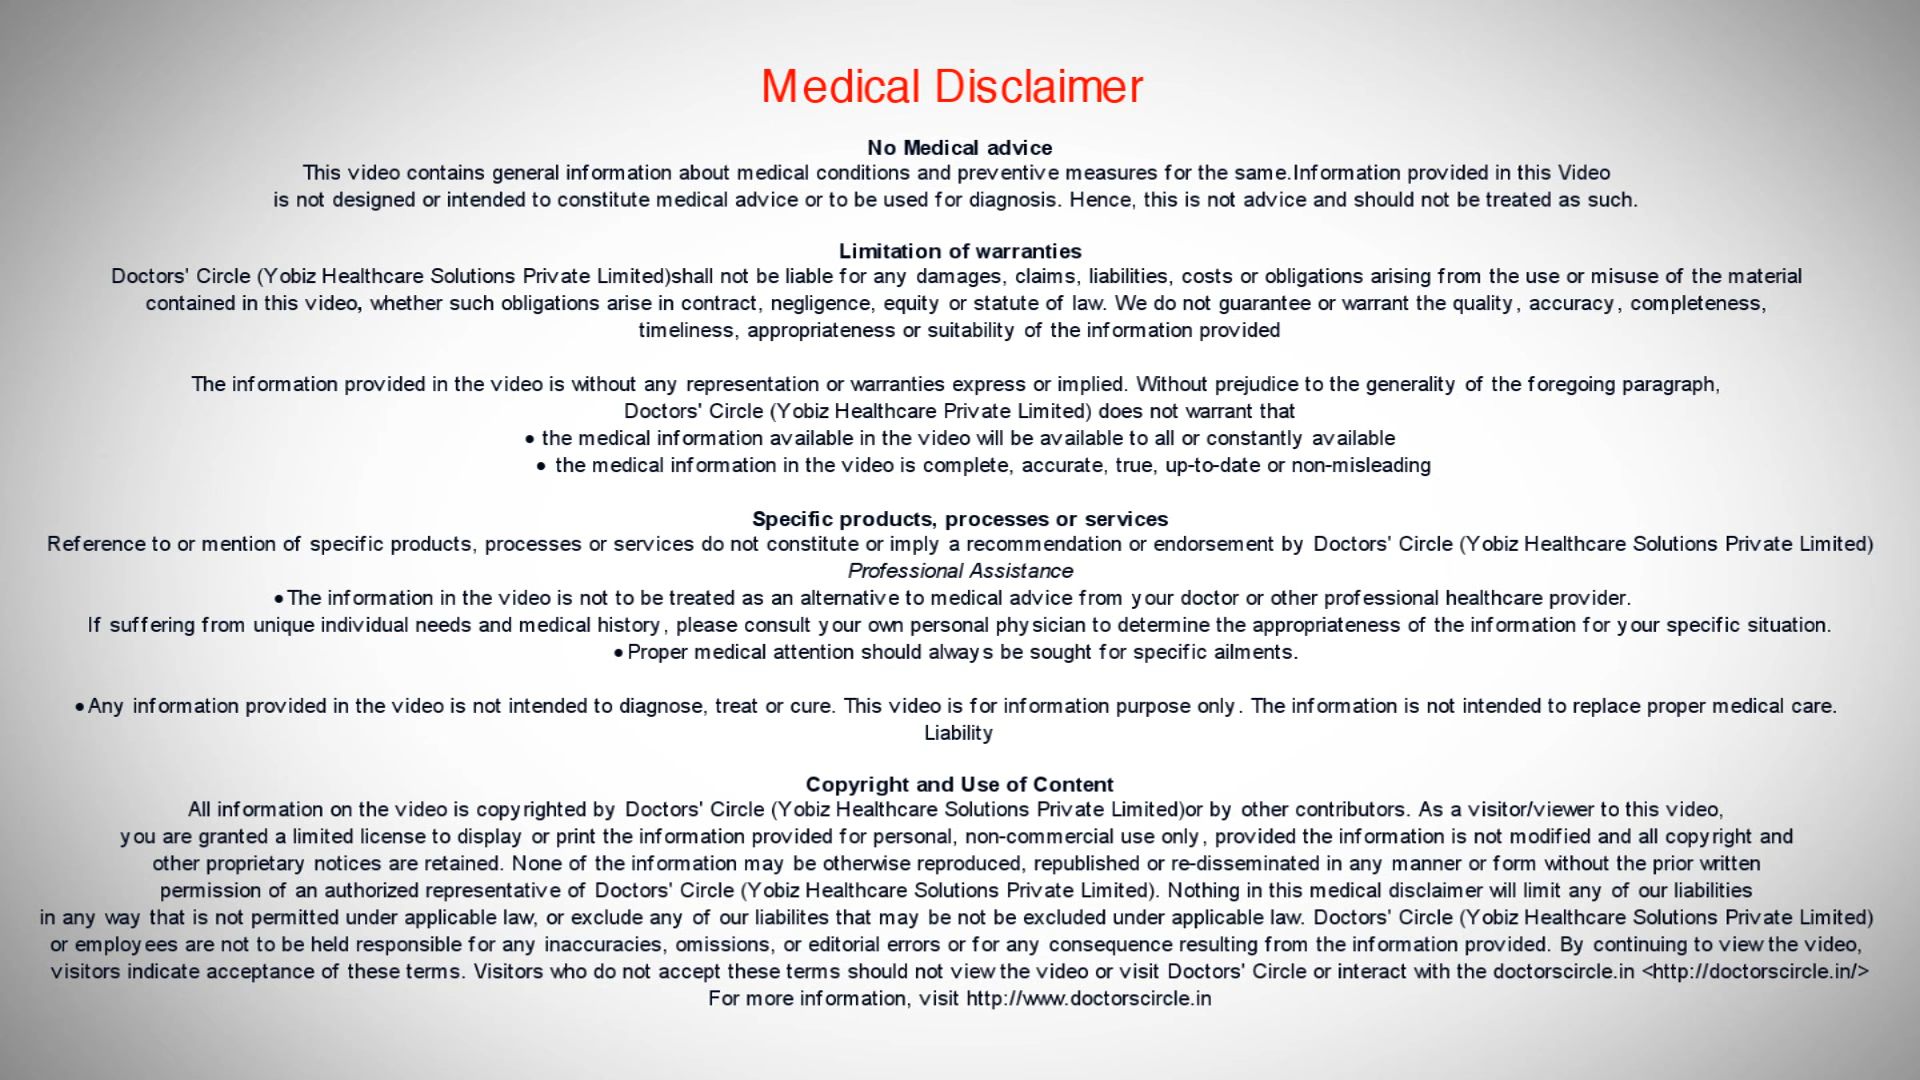 Medical Disclaimer
No Medical advice
This video contains general information about medical conditions and preventive measures for the same.Information provided in this Video
is not designed or intended to constitute medical advice or to be used for diagnosis. Hence, this is not advice and should not be treated as such.
Limitation of warranties
Doctors' Circle (Yobiz Healthcare Solutions Private Limited)shall not be liable for any damages, claims, liabilities, costs or obligations arising from the use or misuse of the material
contained in this video, whether such obligations arise in contract, negligence, equity or statute of law. We do not guarantee or warrant the quality, accuracy, completeness,
timeliness, appropriateness or suitability of the information provided
The information provided in the video is without any representation or warranties express or implied. Without prejudice to the generality of the foregoing paragraph,
Doctors' Circle (Yobiz Healthcare Private Limited) does not warrant that
• the medical information available in the video will be available to all or constantly available
• the medical information in the video is complete, accurate, true, up-to-date or non-misleading
Specific products, processes or services
Reference to or mention of specific products, processes or services do not constitute or imply a recommendation or endorsement by Doctors' Circle (Yobiz Healthcare Solutions Private Limited)
Professional Assistance
•The information in the video is not to be treated as an alternative to medical advice from your doctor or other professional healthcare provider.
If suffering from unique individual needs and medical history, please consult your own personal physician to determine the appropriateness of the information for your specific situation.
•Proper medical attention should always be sought for specific ailments.
•Any information provided in the video is not intended to diagnose, treat or cure. This video is for information purpose only. The information is not intended to replace proper medical care.
Liability
Copyright and Use of Content
All information on the video is copyrighted by Doctors' Circle (Yobiz Healthcare Solutions Private Limited)or by other contributors. As a visitor/viewer to this video,
you are granted a limited license to display or print the information provided for personal, non-commercial use only, provided the information is not modified and all copyright and
other proprietary notices are retained. None of the information may be otherwise reproduced, republished or re-disseminated in any manner or form without the prior written
permission of an authorized representative of Doctors' Circle (Yobiz Healthcare Solutions Private Limited). Nothing in this medical disclaimer will limit any of our liabilities
in any way that is not permitted under applicable law, or exclude any of our liabilites that may be not be excluded under applicable law. Doctors' Circle (Yobiz Healthcare Solutions Private Limited)
or employees are not to be held responsible for any inaccuracies, omissions, or editorial errors or for any consequence resulting from the information provided. By continuing to view the video,
visitors indicate acceptance of these terms. Visitors who do not accept these terms should not view the video or visit Doctors' Circle or interact with the doctorscircle.in <http://doctorscircle.in/>
For more information, visit http://www.doctorscircle.in